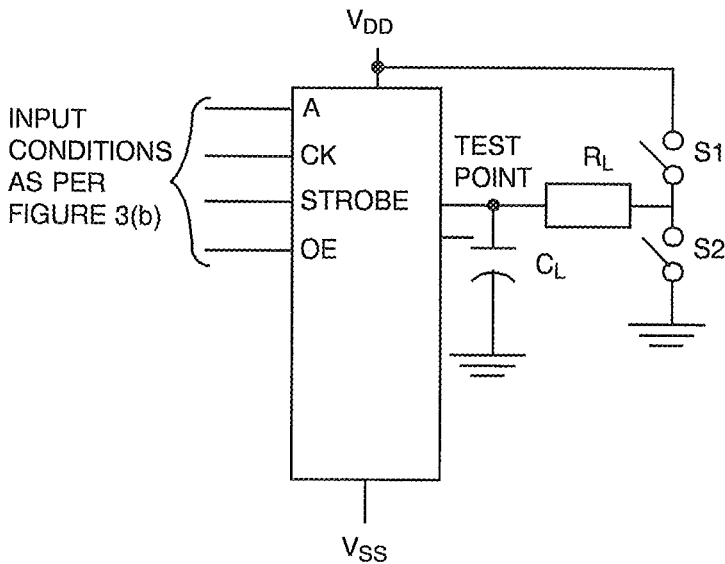 VDD
INPUT
CONDITIONS
AS PER
FIGURE 3(b)
A
CK
STROBE
OE
TEST
POINT
RL
S1
S2
CL
VSS